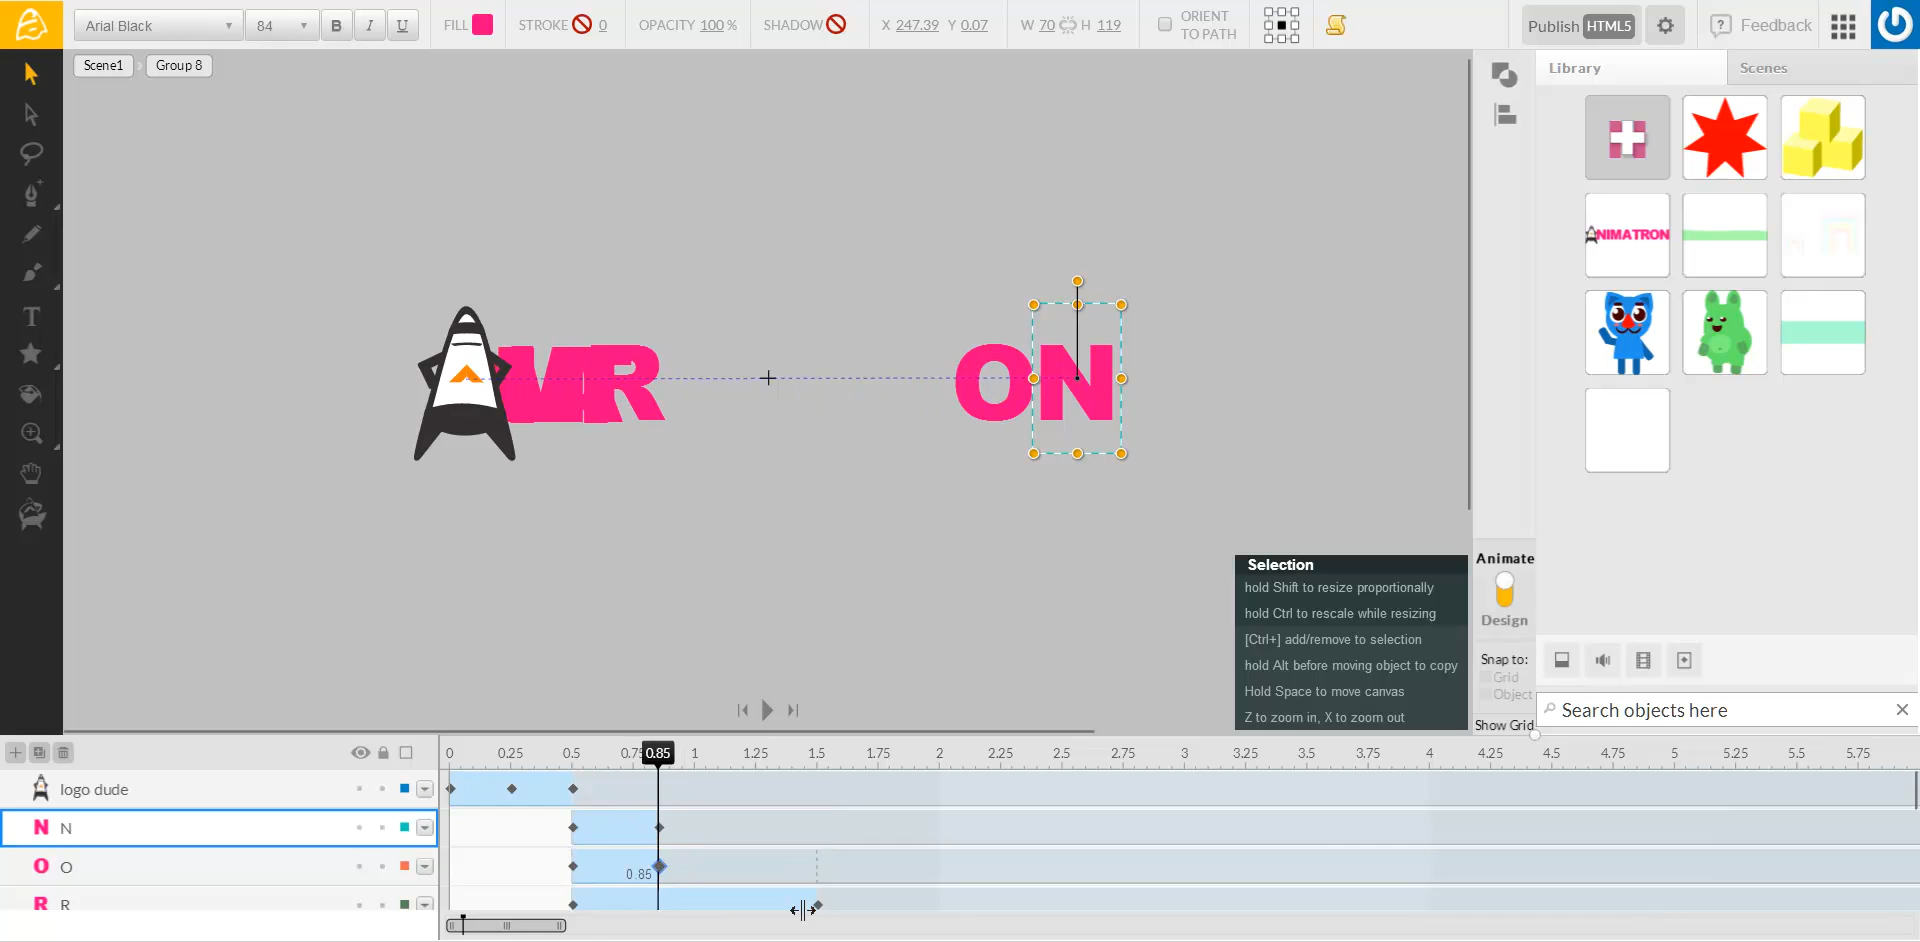 Arial Black 84 B I U FILL STROKE 0 OPACITY 100 % SHADOW X 247.39 Y 0.07 W 70 H 119 ORIENT TO PATH Publish HTML5 Feedback
Scene1 Group 8
Library Scenes
ANIMATRON
R
ON
Selection
hold Shift to resize proportionally
hold Ctrl to rescale while resizing
[Ctrl+] add/remove to selection
hold Alt before moving object to copy
Hold Space to move canvas
Z to zoom in, X to zoom out
Animate
Design
Snap to:
Grid
Object
Show Grid
Search objects here
0 0.25 0.5 0.75 0.85 1 1.25 1.5 1.75 2 2.25 2.5 2.75 3 3.25 3.5 3.75 4 4.25 4.5 4.75 5 5.25 5.5 5.75
logo dude
N N
O O
0.85
R R